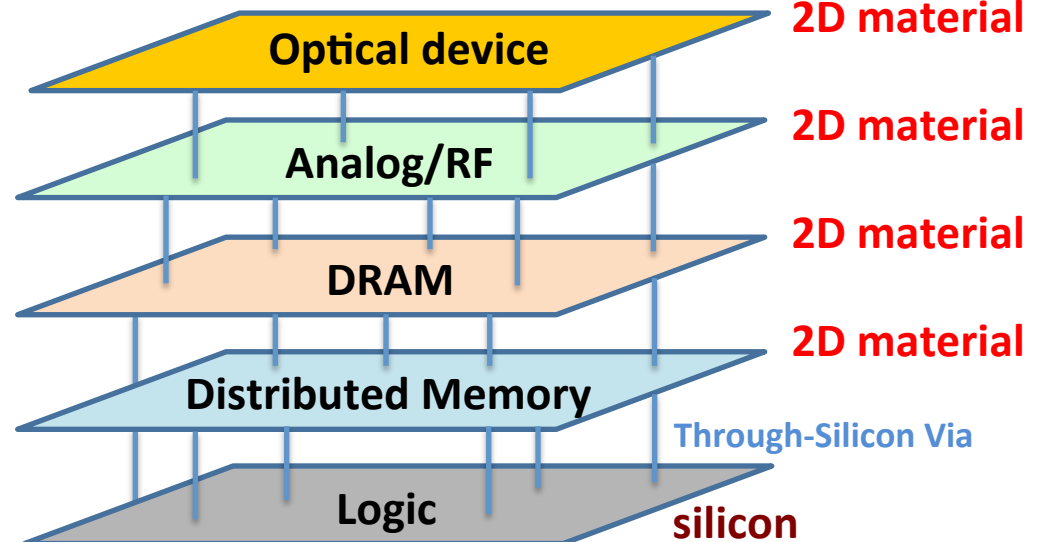 2D material
Optical device
2D material
Analog/RF
2D material
DRAM
2D material
Distributed Memory
Through-Silicon Via
Logic
silicon